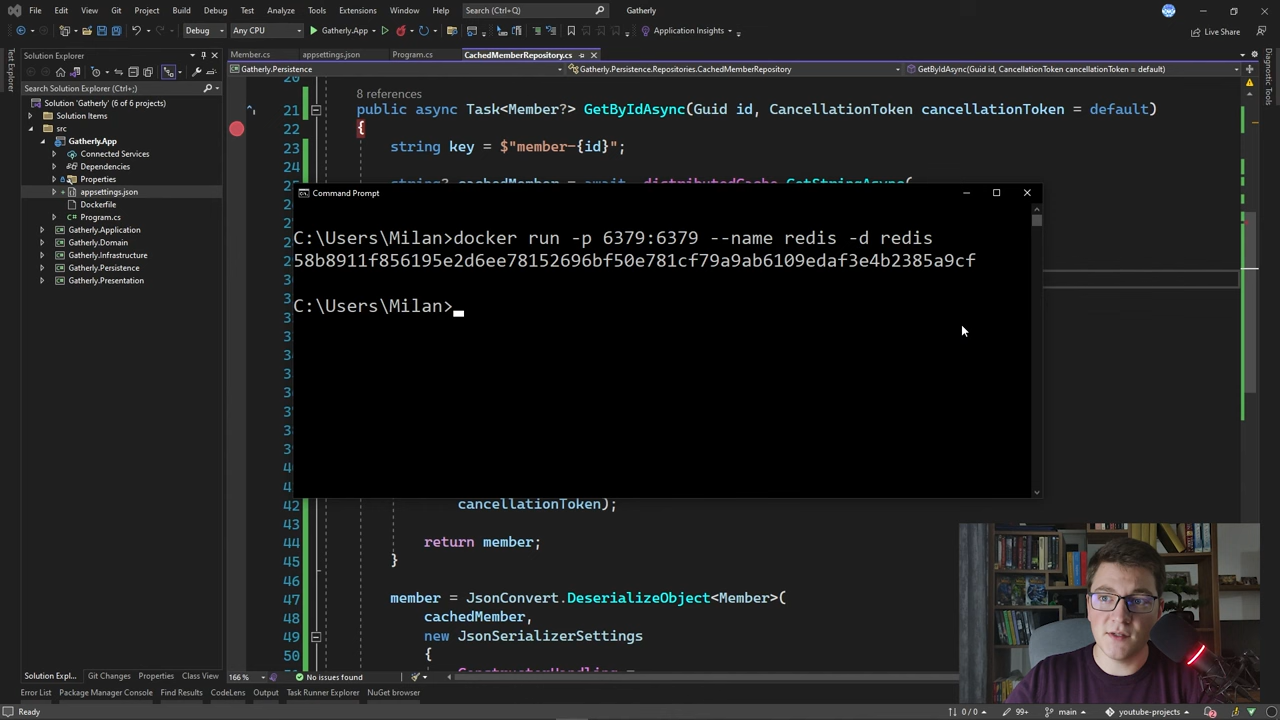 File Edit View Git Project Build Debug Test Analyze Tools Extensions Window Help Search (Ctrl+Q) Gatherly
Debug Any CPU Gatherly.App Application Insights Live Share
Solution Explorer
Search Solution Explorer (Ctrl+;)
Solution 'Gatherly' (6 of 6 projects)
Solution Items
src
Gatherly.App
Connected Services
Dependencies
Properties
appsettings.json
Dockerfile
Program.cs
Gatherly.Application
Gatherly.Domain
Gatherly.Infrastructure
Gatherly.Persistence
Gatherly.Presentation
Test Explorer
Diagnostic Tools
Member.cs appsettings.json Program.cs CachedMemberRepository.cs
Gatherly.Persistence Gatherly.Persistence.Repositories.CachedMemberRepository GetByIdAsync(Guid id, CancellationToken cancellationToken = default)
8 references
21 public async Task<Member?> GetByIdAsync(Guid id, CancellationToken cancellationToken = default)
22 {
23 string key = $"member-{id}";
24
Command Prompt
C:\Users\Milan>docker run -p 6379:6379 --name redis -d redis
58b8911f856195e2d6ee78152696bf50e781cf79a9ab6109edaf3e4b2385a9cf
C:\Users\Milan>
42 cancellationToken);
43
44 return member;
45 }
46
47 member = JsonConvert.DeserializeObject<Member>(
48 cachedMember,
49 new JsonSerializerSettings
50 {
Solution Expl... Git Changes Properties Class View
166 % No issues found
Error List Package Manager Console Find Results CodeLens Output Task Runner Explorer NuGet browser
Ready 0 / 0 99+ main youtube-projects